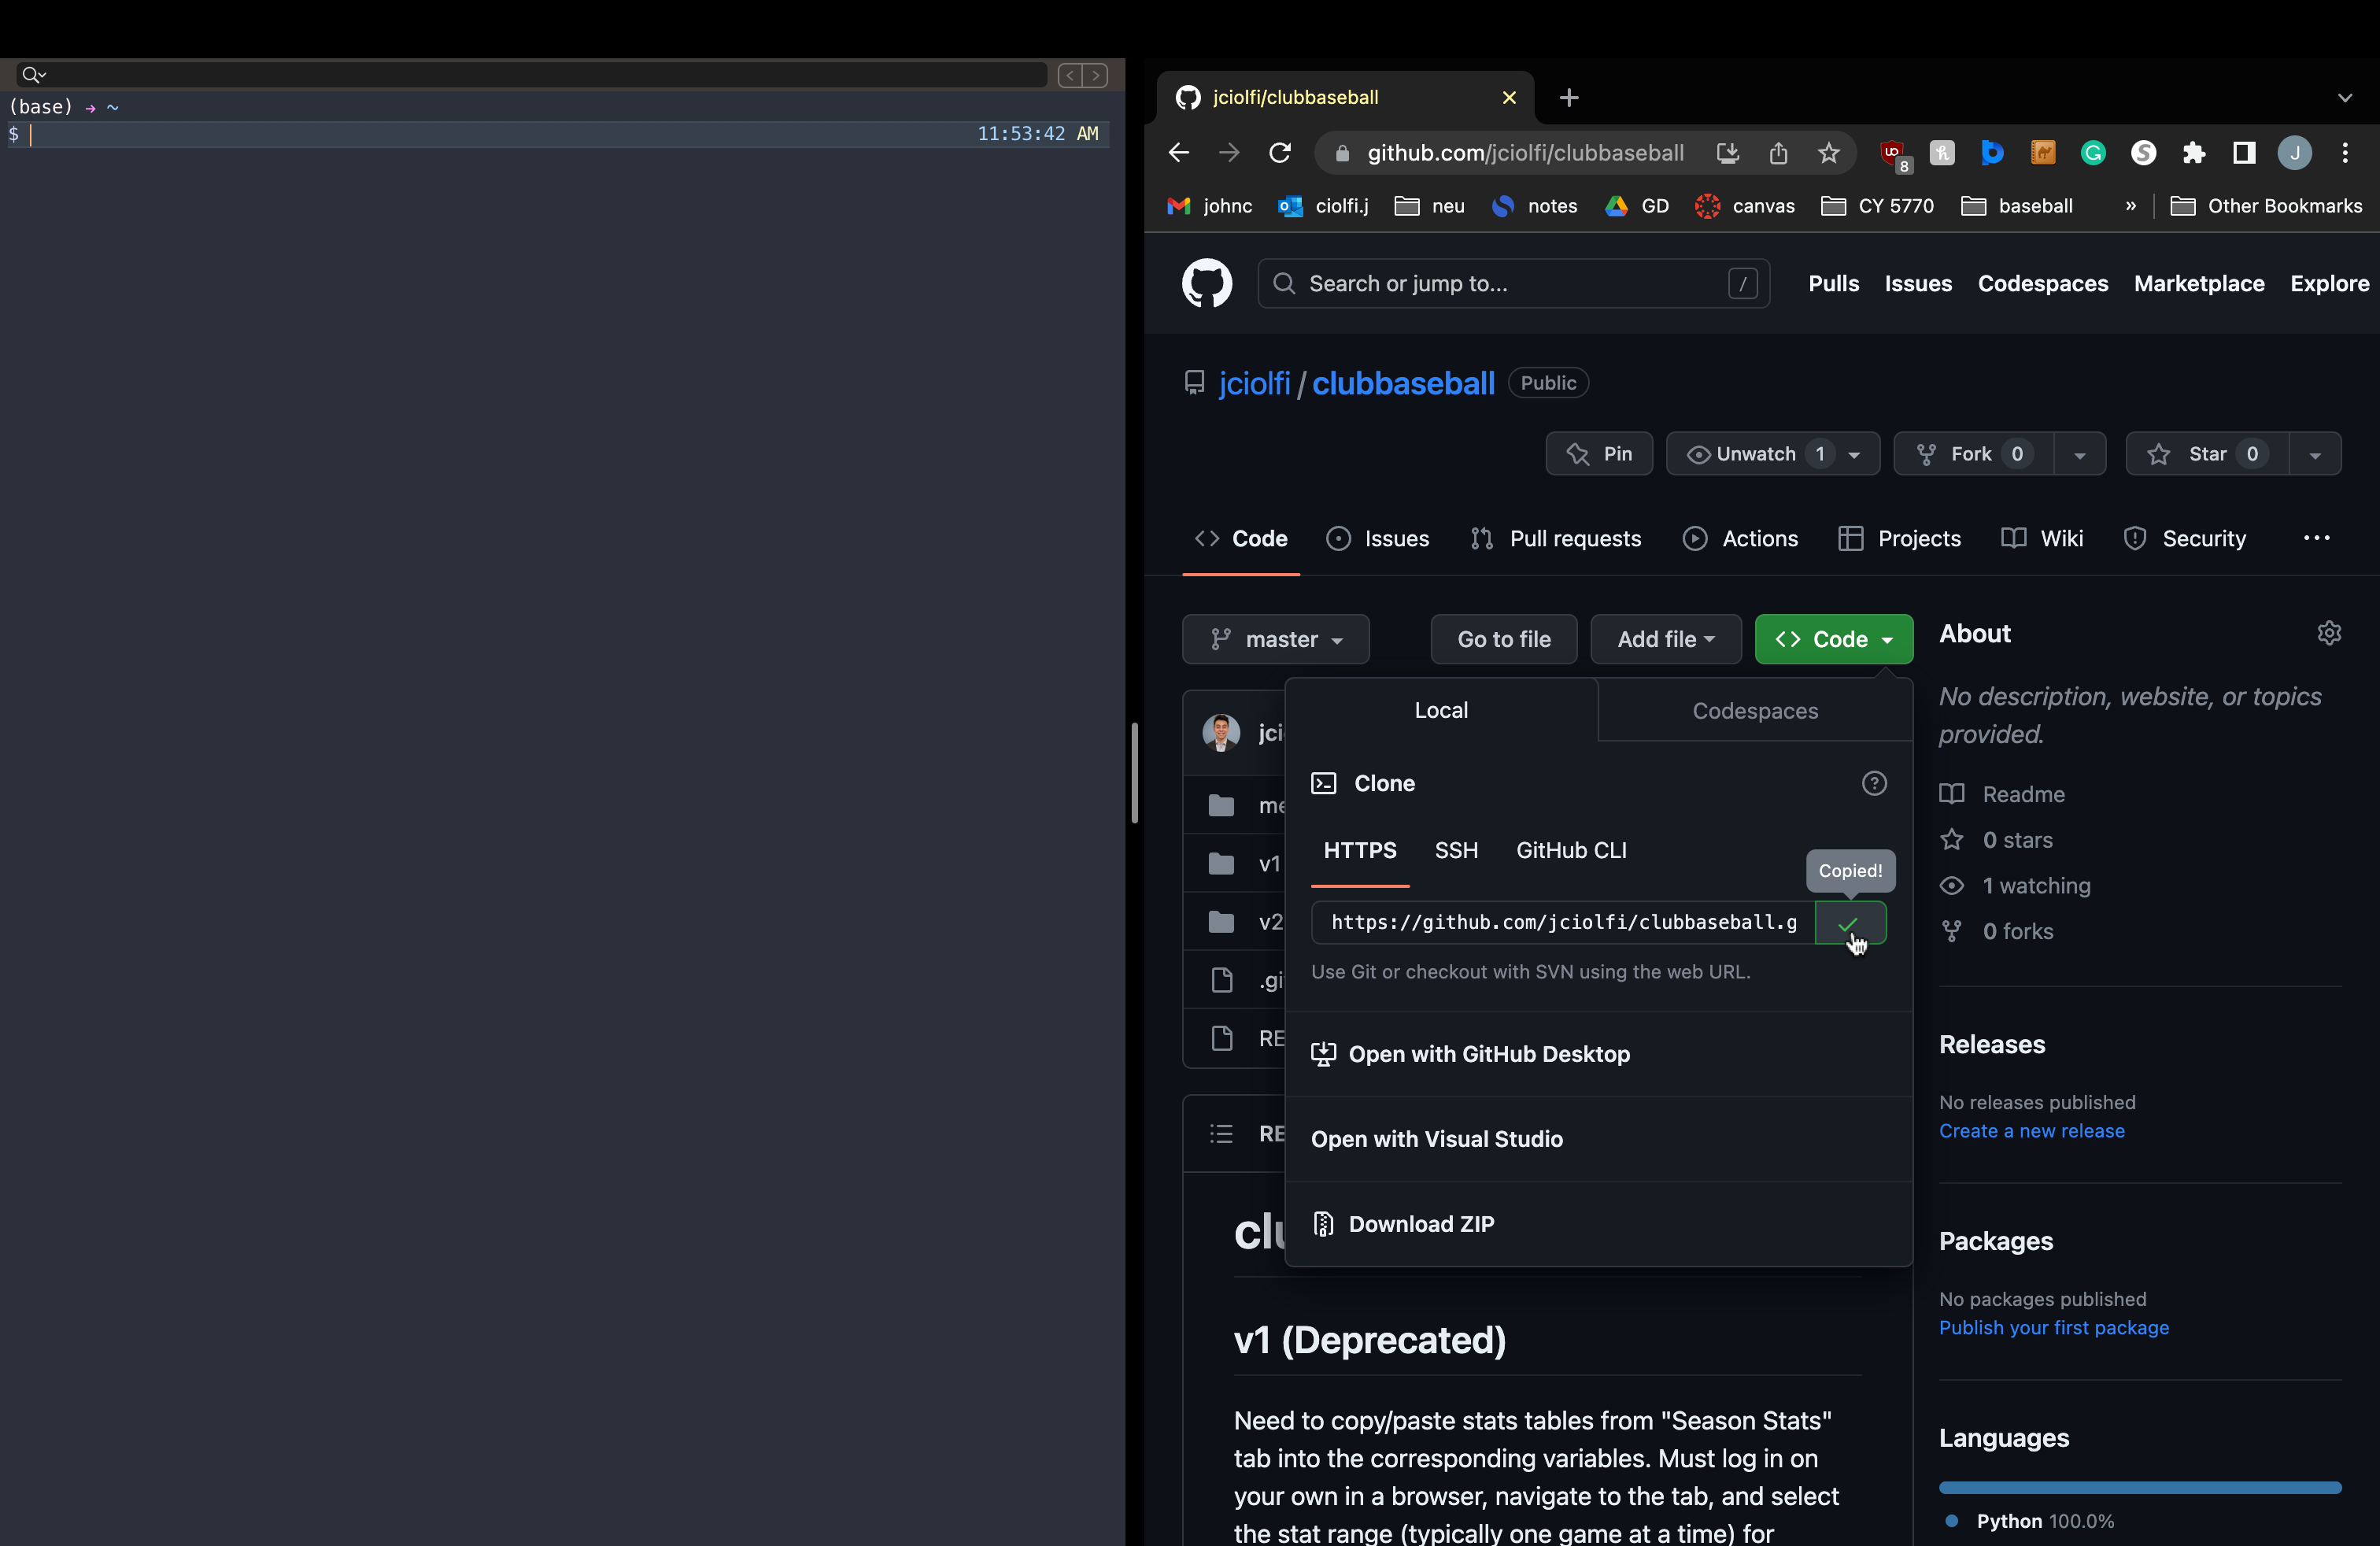 (base) → ~
$ 11:53:42 AM
jciolfi/clubbaseball
github.com/jciolfi/clubbaseball
8
J
johnc ciolfi.j neu notes GD canvas CY 5770 baseball » Other Bookmarks
Search or jump to... /
Pulls Issues Codespaces Marketplace Explore
jciolfi / clubbaseball Public
Pin Unwatch 1 Fork 0 Star 0
Code Issues Pull requests Actions Projects Wiki Security
master Go to file Add file Code
jci
me
v1
v2
.gi
RE
RE
Local Codespaces
Clone
HTTPS SSH GitHub CLI
Copied!
https://github.com/jciolfi/clubbaseball.g
Use Git or checkout with SVN using the web URL.
Open with GitHub Desktop
Open with Visual Studio
Download ZIP
clu
v1 (Deprecated)
Need to copy/paste stats tables from "Season Stats"
tab into the corresponding variables. Must log in on
your own in a browser, navigate to the tab, and select
the stat range (typically one game at a time) for
About
No description, website, or topics
provided.
Readme
0 stars
1 watching
0 forks
Releases
No releases published
Create a new release
Packages
No packages published
Publish your first package
Languages
Python 100.0%